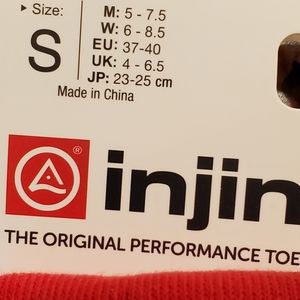 ▸ Size:
S
M: 5 - 7.5
W: 6 - 8.5
EU: 37-40
UK: 4 - 6.5
JP: 23-25 cm
Made in China
®
injin
THE ORIGINAL PERFORMANCE TOE